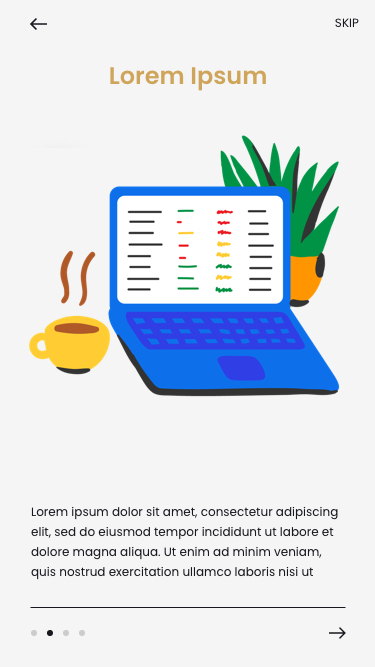 SKIP
Lorem Ipsum
Lorem ipsum dolor sit amet, consectetur adipiscing
elit, sed do eiusmod tempor incididunt ut labore et
dolore magna aliqua. Ut enim ad minim veniam,
quis nostrud exercitation ullamco laboris nisi ut